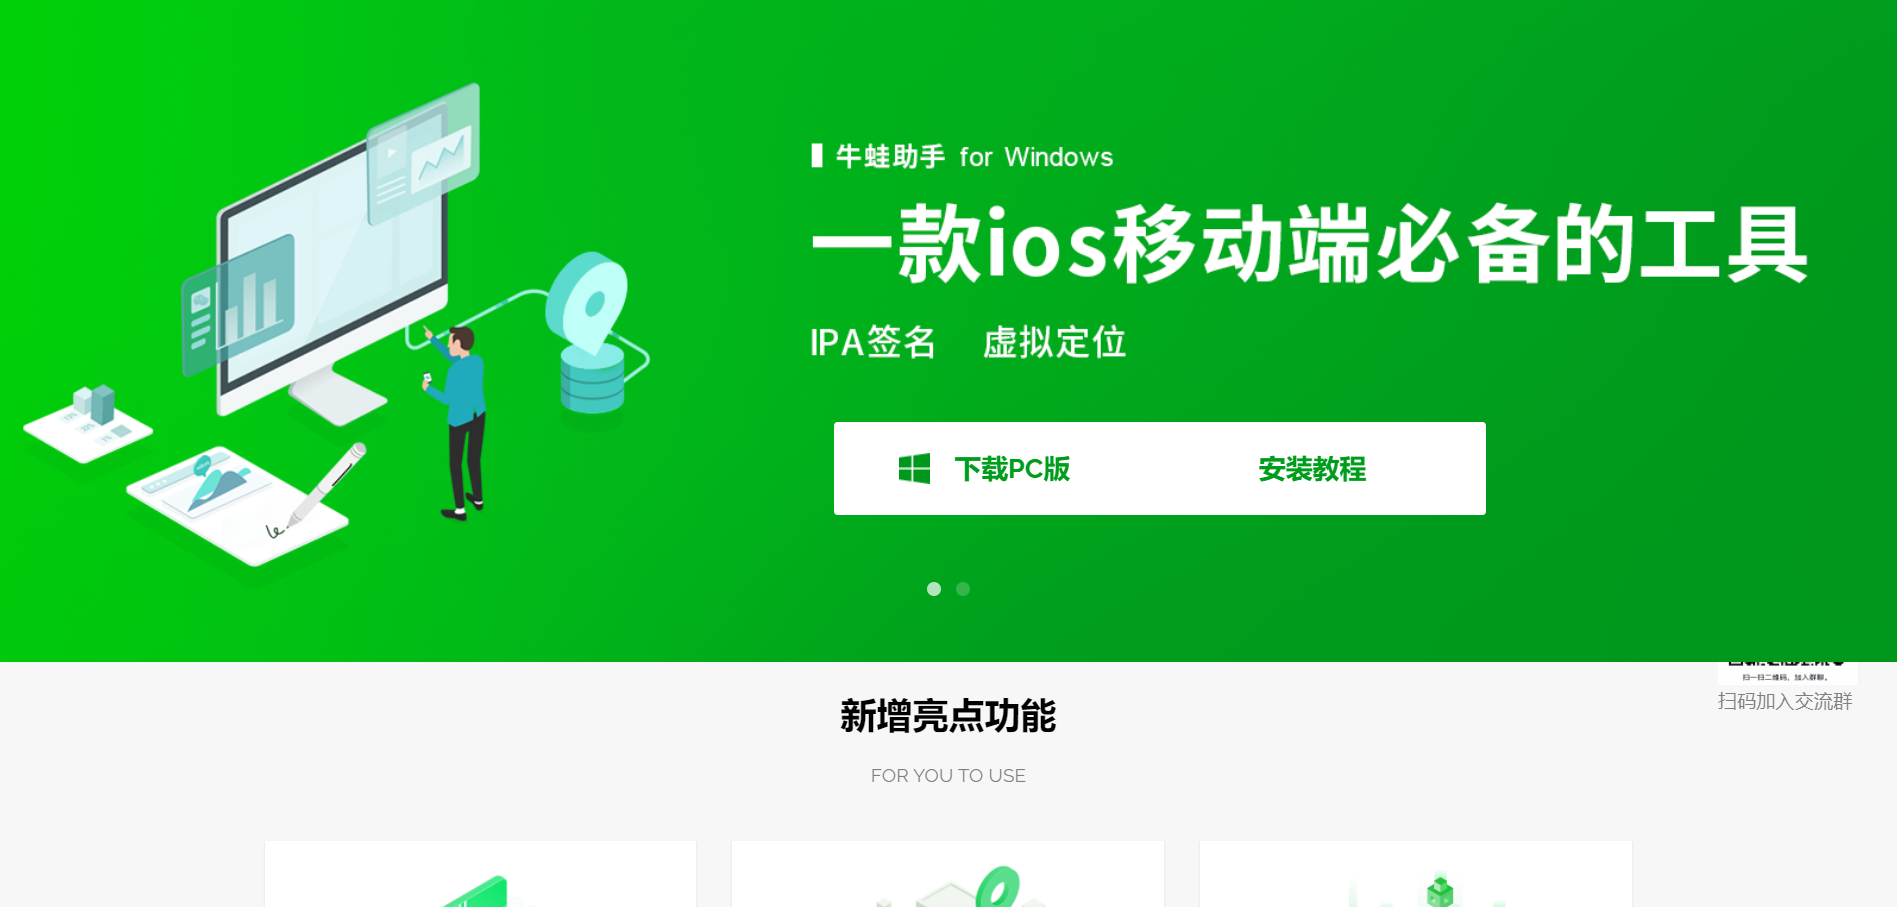 牛蛙助手 for Windows
一款ios移动端必备的工具
IPA签名 虚拟定位
下载PC版
安装教程
扫一扫二维码，加入群聊。
扫码加入交流群
新增亮点功能
FOR YOU TO USE